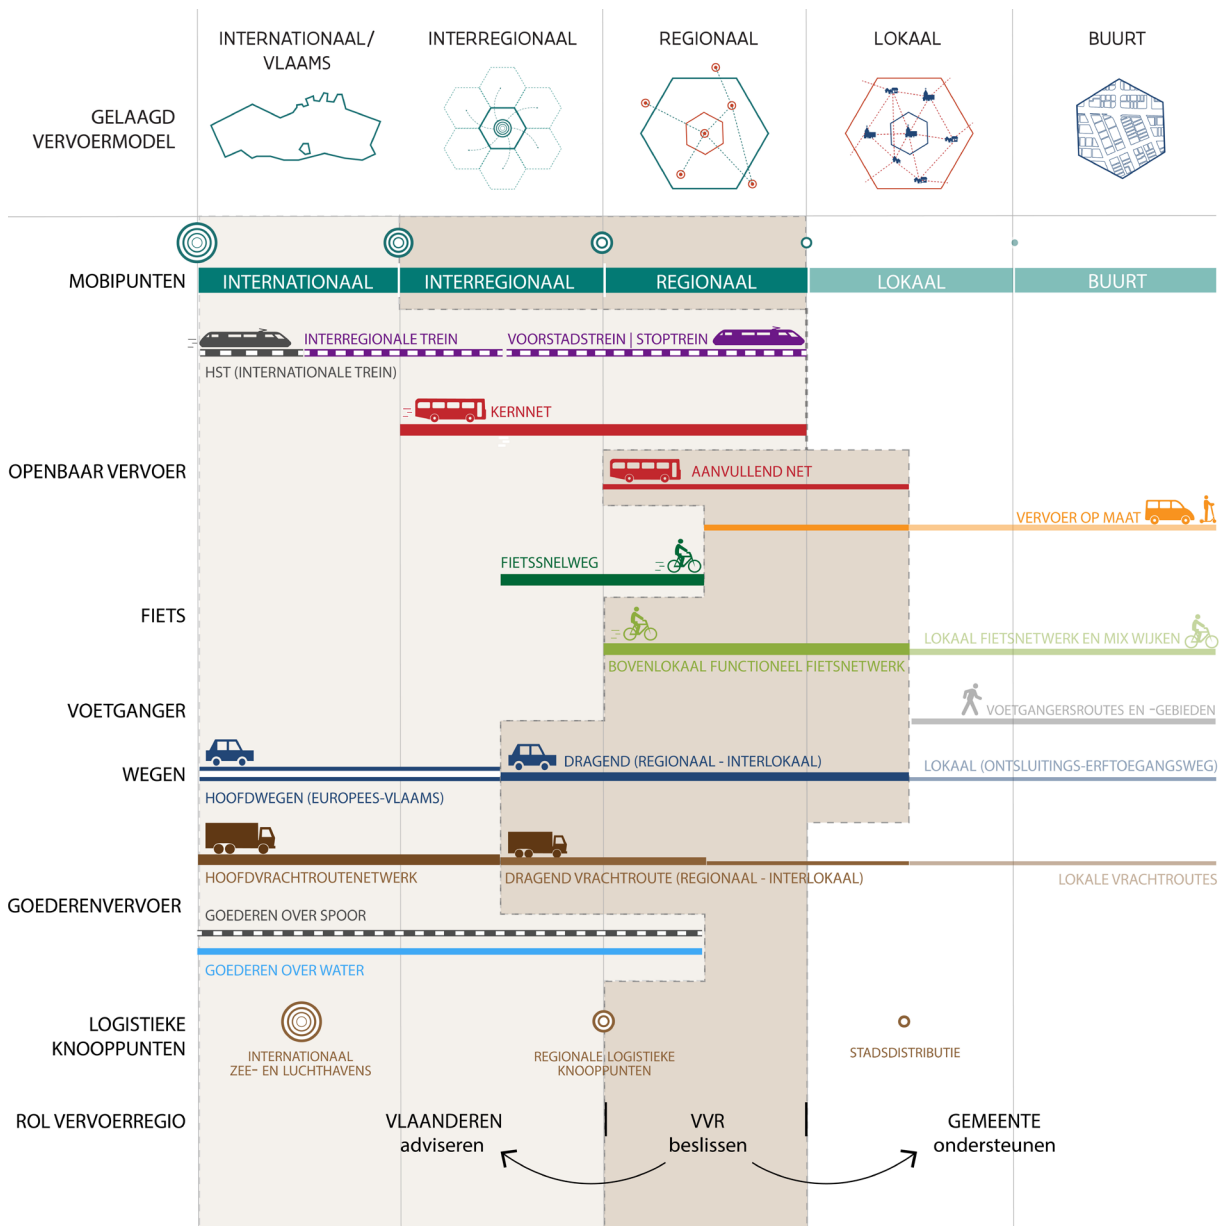 INTERNATIONAAL/
VLAAMS
INTERREGIONAAL
REGIONAAL
LOKAAL
BUURT
GELAAGD
VERVOERMODEL
MOBIPUNTEN
INTERNATIONAAL
INTERREGIONAAL
REGIONAAL
LOKAAL
BUURT
INTERREGIONALE TREIN
VOORSTADSTREIN | STOPTREIN
HST (INTERNATIONALE TREIN)
KERNNET
OPENBAAR VERVOER
AANVULLEND NET
VERVOER OP MAAT
FIETSSNELWEG
FIETS
LOKAAL FIETSNETWERK EN MIX WIJKEN
BOVENLOKAAL FUNCTIONEEL FIETSNETWERK
VOETGANGER
VOETGANGERSROUTES EN -GEBIEDEN
WEGEN
DRAGEND (REGIONAAL - INTERLOKAAL)
LOKAAL (ONTSLUITINGS-ERFTOEGANGSWEG)
HOOFDWEGEN (EUROPEES-VLAAMS)
HOOFDVRACHTROUTENETWERK
DRAGEND VRACHTROUTE (REGIONAAL - INTERLOKAAL)
LOKALE VRACHTROUTES
GOEDERENVERVOER
GOEDEREN OVER SPOOR
GOEDEREN OVER WATER
LOGISTIEKE
KNOOPPUNTEN
INTERNATIONAAL
ZEE- EN LUCHTHAVENS
REGIONALE LOGISTIEKE
KNOOPPUNTEN
STADSDISTRIBUTIE
ROL VERVOERREGIO
VLAANDEREN
adviseren
VVR
beslissen
GEMEENTE
ondersteunen